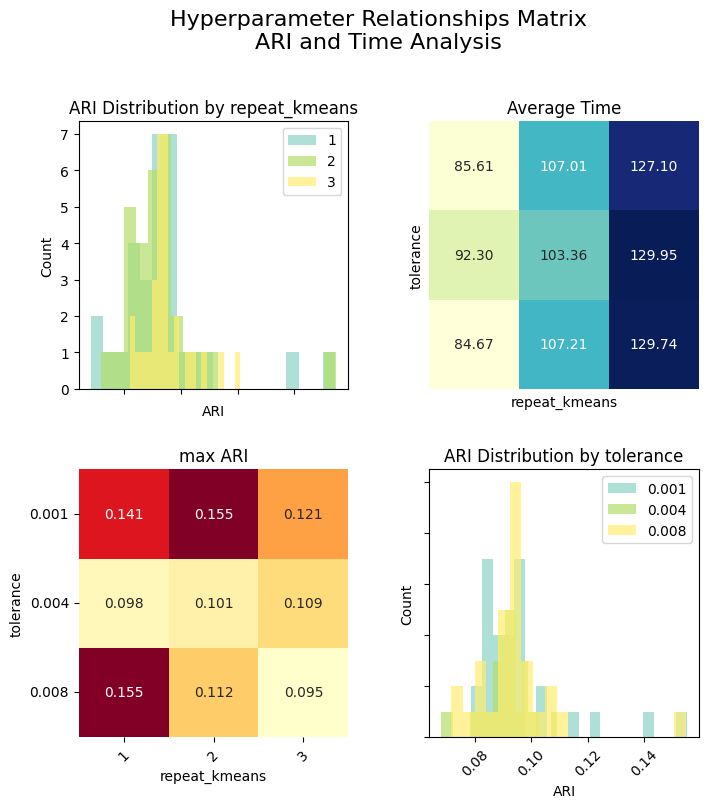 Hyperparameter Relationships Matrix
ARI and Time Analysis
ARI Distribution by repeat_kmeans
7
6
5
4
3
2
1
0
Count
ARI
1
2
3
Average Time
85.61 107.01 127.10
92.30 103.36 129.95
84.67 107.21 129.74
tolerance
repeat_kmeans
max ARI
0.001 0.141 0.155 0.121
0.004 0.098 0.101 0.109
0.008 0.155 0.112 0.095
tolerance
1 2 3
repeat_kmeans
ARI Distribution by tolerance
0.001
0.004
0.008
Count
0.08 0.10 0.12 0.14
ARI